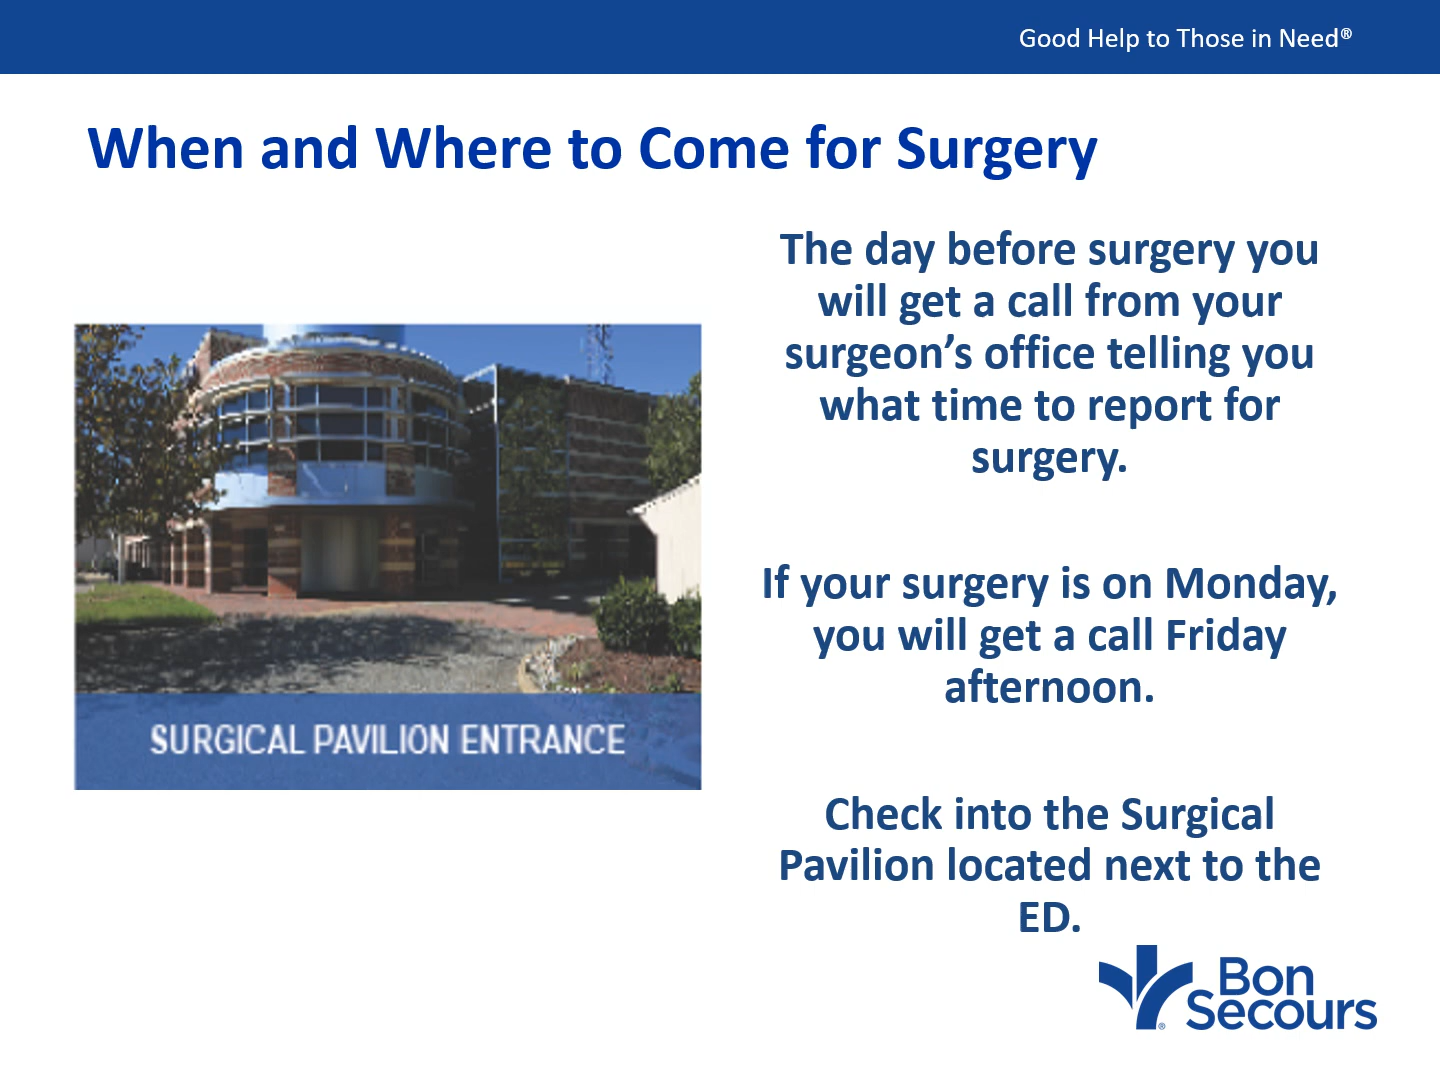 Good Help to Those in Need®
When and Where to Come for Surgery
The day before surgery you
will get a call from your
surgeon’s office telling you
what time to report for
surgery.
If your surgery is on Monday,
you will get a call Friday
afternoon.
Check into the Surgical
Pavilion located next to the
ED.
SURGICAL PAVILION ENTRANCE
Bon
Secours
®